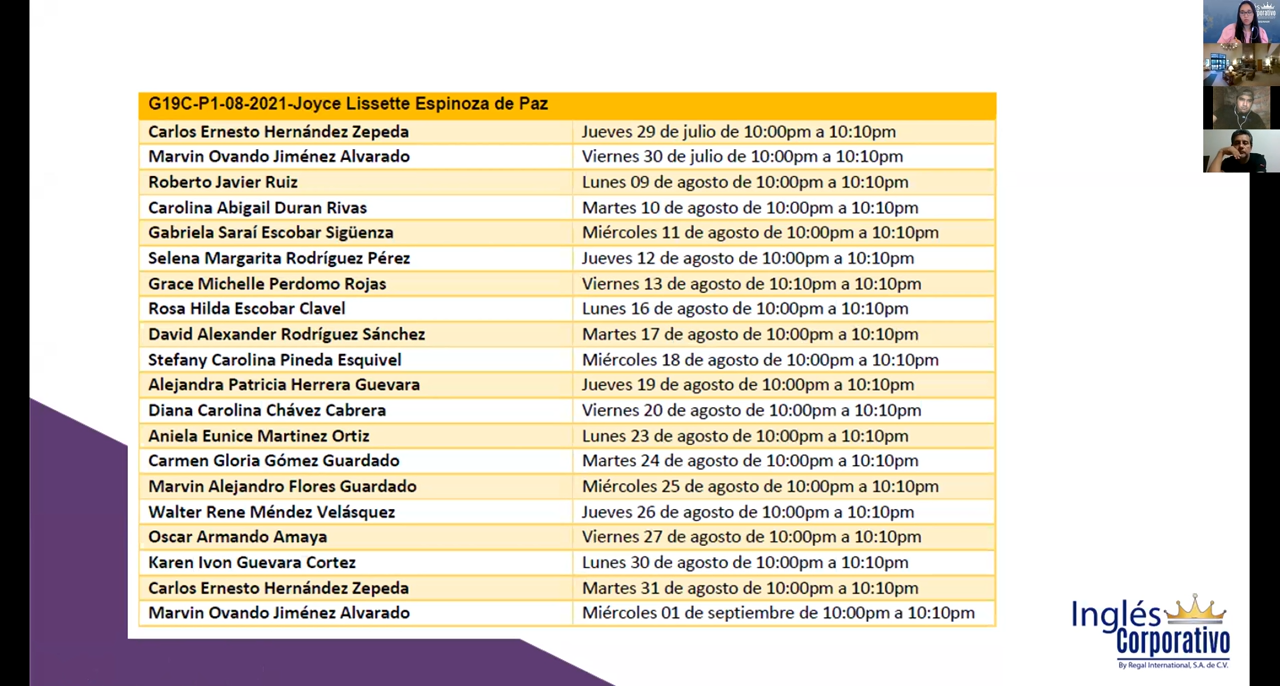 G19C-P1-08-2021-Joyce Lissette Espinoza de Paz
Carlos Ernesto Hernández Zepeda Jueves 29 de julio de 10:00pm a 10:10pm
Marvin Ovando Jiménez Alvarado Viernes 30 de julio de 10:00pm a 10:10pm
Roberto Javier Ruiz Lunes 09 de agosto de 10:00pm a 10:10pm
Carolina Abigail Duran Rivas Martes 10 de agosto de 10:00pm a 10:10pm
Gabriela Saraí Escobar Sigüenza Miércoles 11 de agosto de 10:00pm a 10:10pm
Selena Margarita Rodríguez Pérez Jueves 12 de agosto de 10:00pm a 10:10pm
Grace Michelle Perdomo Rojas Viernes 13 de agosto de 10:10pm a 10:10pm
Rosa Hilda Escobar Clavel Lunes 16 de agosto de 10:00pm a 10:10pm
David Alexander Rodríguez Sánchez Martes 17 de agosto de 10:00pm a 10:10pm
Stefany Carolina Pineda Esquivel Miércoles 18 de agosto de 10:00pm a 10:10pm
Alejandra Patricia Herrera Guevara Jueves 19 de agosto de 10:00pm a 10:10pm
Diana Carolina Chávez Cabrera Viernes 20 de agosto de 10:00pm a 10:10pm
Aniela Eunice Martinez Ortiz Lunes 23 de agosto de 10:00pm a 10:10pm
Carmen Gloria Gómez Guardado Martes 24 de agosto de 10:00pm a 10:10pm
Marvin Alejandro Flores Guardado Miércoles 25 de agosto de 10:00pm a 10:10pm
Walter Rene Méndez Velásquez Jueves 26 de agosto de 10:00pm a 10:10pm
Oscar Armando Amaya Viernes 27 de agosto de 10:00pm a 10:10pm
Karen Ivon Guevara Cortez Lunes 30 de agosto de 10:00pm a 10:10pm
Carlos Ernesto Hernández Zepeda Martes 31 de agosto de 10:00pm a 10:10pm
Marvin Ovando Jiménez Alvarado Miércoles 01 de septiembre de 10:00pm a 10:10pm
Inglés
Corporativo
By Regal International, S.A. de C.V.